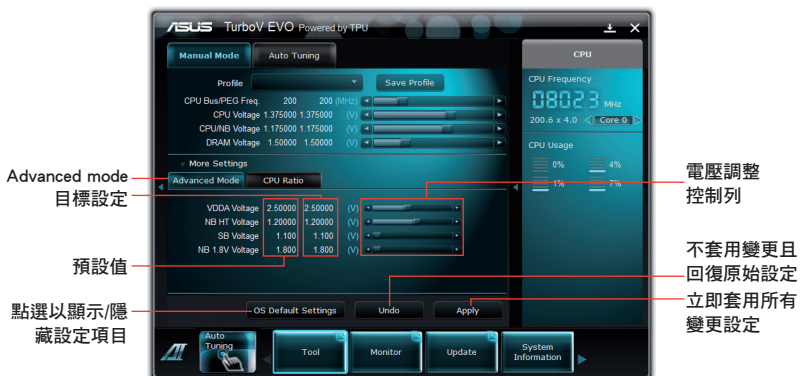 ASUS TurboV EVO Powered by TPU
Manual Mode Auto Tuning
Profile Save Profile
CPU Bus/PEG Freq. 200 200 (MHz)
CPU Voltage 1.375000 1.375000 (V)
CPU/NB Voltage 1.175000 1.175000 (V)
DRAM Voltage 1.50000 1.50000 (V)
More Settings
Advanced Mode CPU Ratio
VDDA Voltage 2.50000 2.50000 (V)
NB HT Voltage 1.20000 1.20000 (V)
SB Voltage 1.100 1.100 (V)
NB 1.8V Voltage 1.800 1.800 (V)
OS Default Settings Undo Apply
Auto Tuning
Tool Monitor Update System Information
CPU
CPU Frequency
0802.3 MHz
200.6 x 4.0 Core 0
CPU Usage
0% 4%
1% 7%
Advanced mode
目標設定
預設值
點選以顯示/隱
藏設定項目
電壓調整
控制列
不套用變更且
回復原始設定
立即套用所有
變更設定